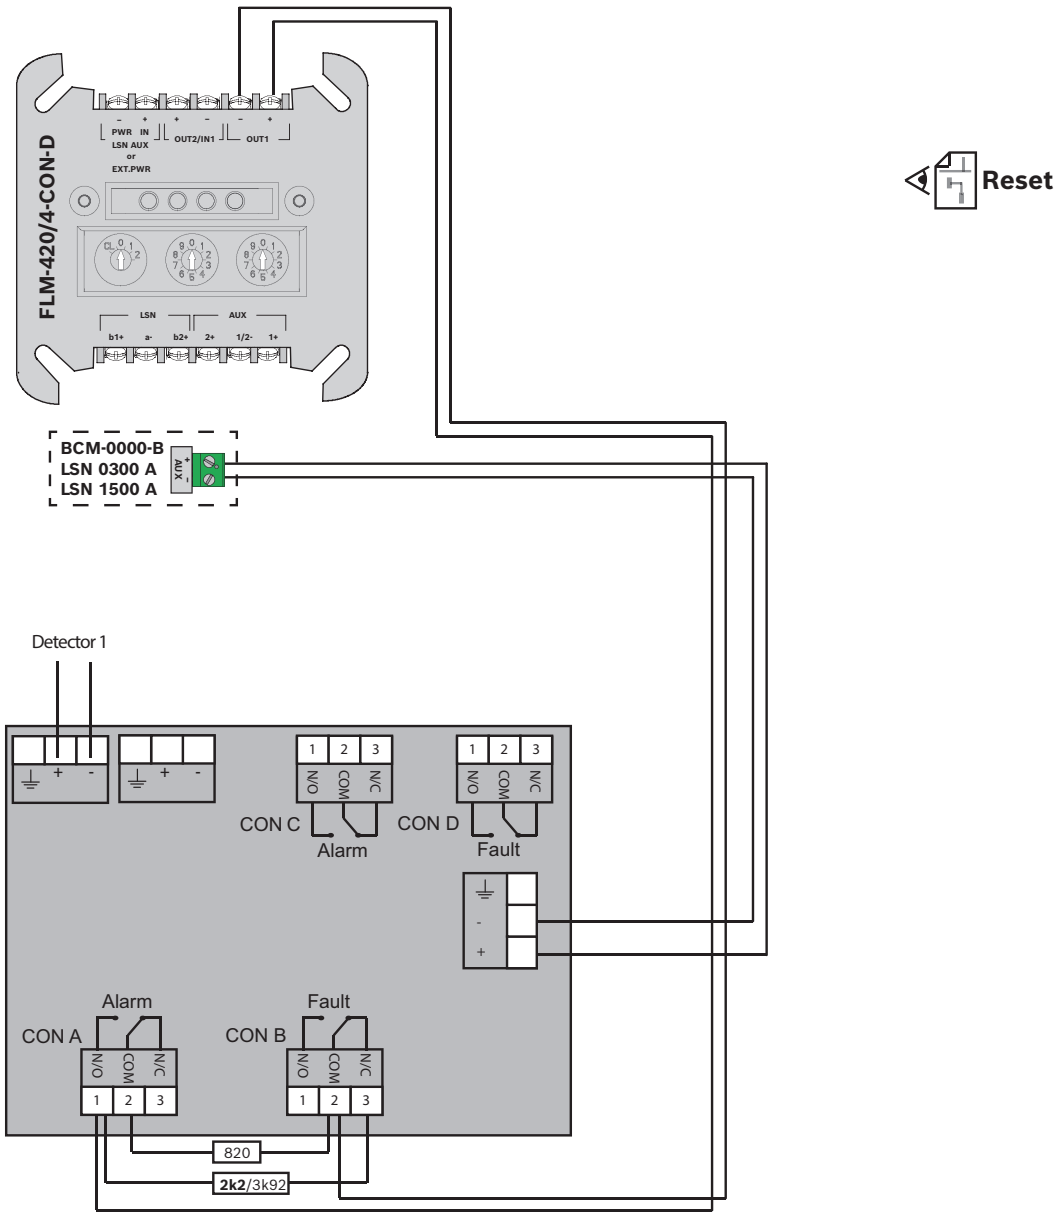 FLM-420/4-CON-D
- + + - - +
PWR IN OUT2/IN1 OUT1
LSN AUX
or
EXT.PWR
CL 0 1 2
9 0 1 2 3 4 5 6 7 8
9 0 1 2 3 4 5 6 7 8
LSN AUX
b1+ a- b2+ 2+ 1/2- 1+
Reset
BCM-0000-B
LSN 0300 A
LSN 1500 A
+ AUX -
Detector 1
+ - + -
1 2 3 1 2 3
N/O COM N/C N/O COM N/C
CON C CON D
Alarm Fault
-
+
Alarm Fault
CON A CON B
N/O COM N/C N/O COM N/C
1 2 3 1 2 3
820
2k2/3k92